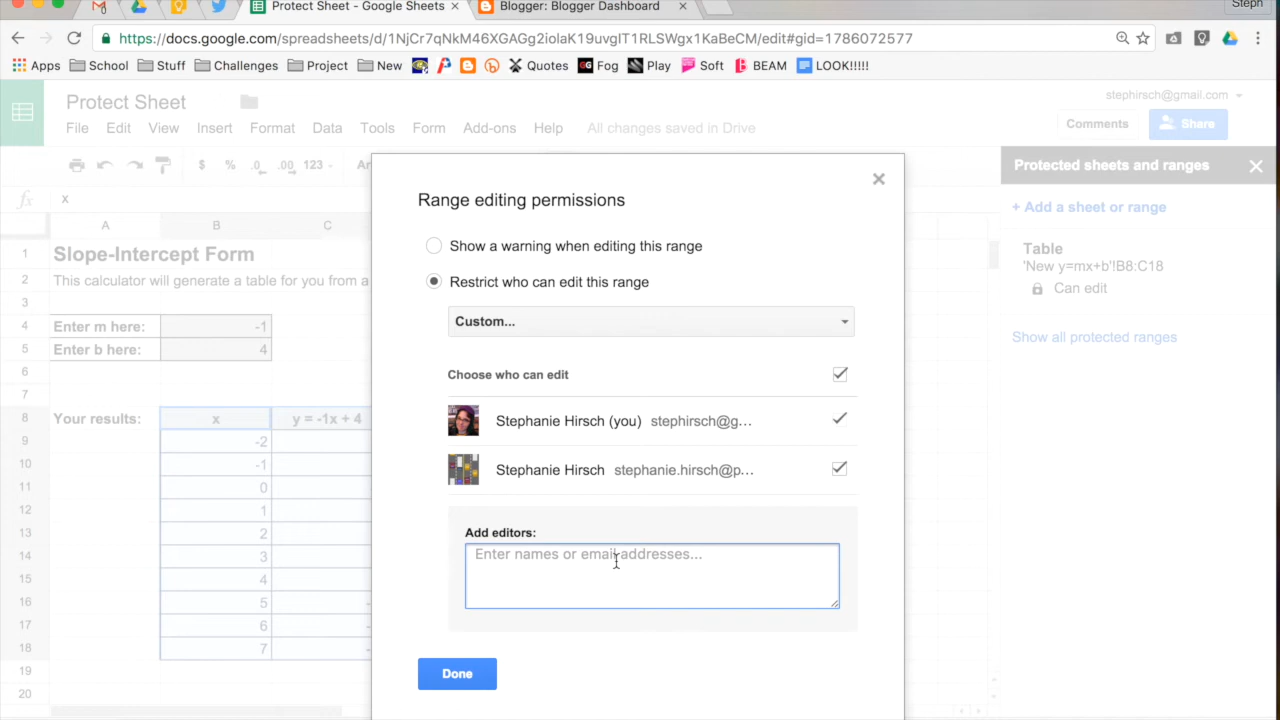 Protect Sheet - Google Sheets
Blogger: Blogger Dashboard
Steph
https://docs.google.com/spreadsheets/d/1NjCr7qNkM46XGAGg2iolaK19uvgIT1RLSWgx1KaBeCM/edit#gid=1786072577
Apps School Stuff Challenges Project New Quotes GG Fog Play Soft BEAM LOOK!!!!!
Protect Sheet
stephirsch@gmail.com
File Edit View Insert Format Data Tools Form Add-ons Help All changes saved in Drive
Comments Share
$ % .0 .00 123 Ar
Protected sheets and ranges
fx x
A B C
+ Add a sheet or range
1 Slope-Intercept Form
2 This calculator will generate a table for you from a
3
4 Enter m here: -1
5 Enter b here: 4
6
7
8 Your results: x y = -1x + 4
9 -2
10 -1
11 0
12 1
13 2
14 3
15 4
16 5 -
17 6 -
18 7 -
19
20
Table
'New y=mx+b'!B8:C18
Can edit
Show all protected ranges
Range editing permissions
Show a warning when editing this range
Restrict who can edit this range
Custom...
Choose who can edit
Stephanie Hirsch (you) stephirsch@g...
Stephanie Hirsch stephanie.hirsch@p...
Add editors:
Enter names or email addresses...
Done